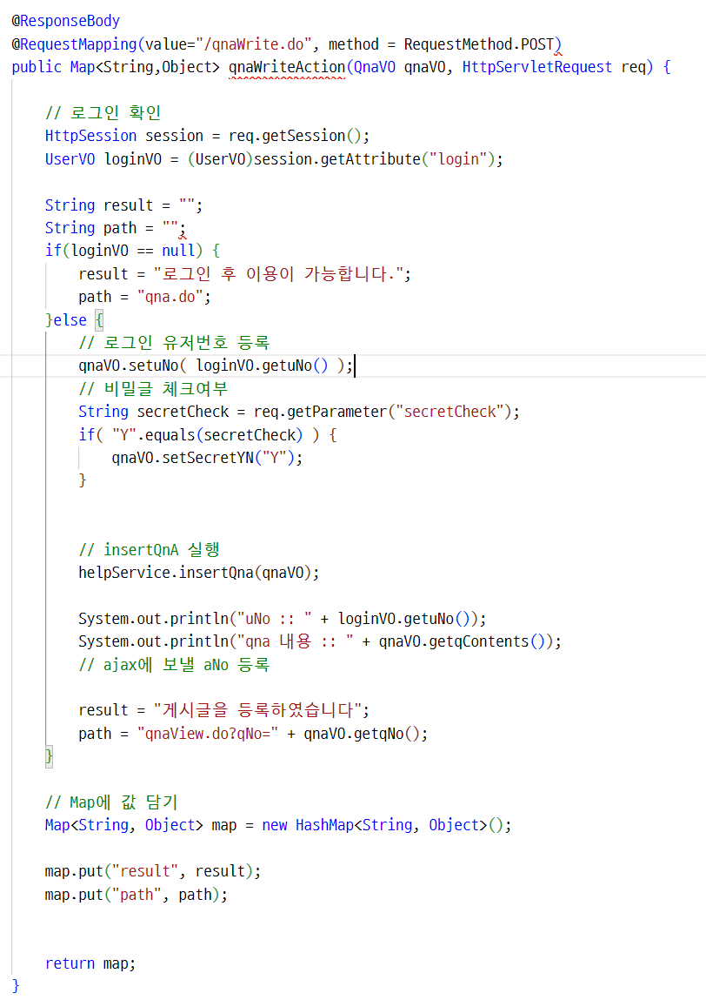 @ResponseBody
@RequestMapping(value="/qnaWrite.do", method = RequestMethod.POST)
public Map<String,Object> qnaWriteAction(QnaVO qnaVO, HttpServletRequest req) {
// 로그인 확인
HttpSession session = req.getSession();
UserVO loginVO = (UserVO)session.getAttribute("login");
String result = "";
String path = "";
if(loginVO == null) {
result = "로그인 후 이용이 가능합니다.";
path = "qna.do";
}else {
// 로그인 유저번호 등록
qnaVO.setuNo( loginVO.getuNo() );
// 비밀글 체크여부
String secretCheck = req.getParameter("secretCheck");
if( "Y".equals(secretCheck) ) {
qnaVO.setSecretYN("Y");
}
// insertQnA 실행
helpService.insertQna(qnaVO);
System.out.println("uNo :: " + loginVO.getuNo());
System.out.println("qna 내용 :: " + qnaVO.getqContents());
// ajax에 보낼 aNo 등록
result = "게시글을 등록하였습니다";
path = "qnaView.do?qNo=" + qnaVO.getqNo();
}
// Map에 값 담기
Map<String, Object> map = new HashMap<String, Object>();
map.put("result", result);
map.put("path", path);
return map;
}